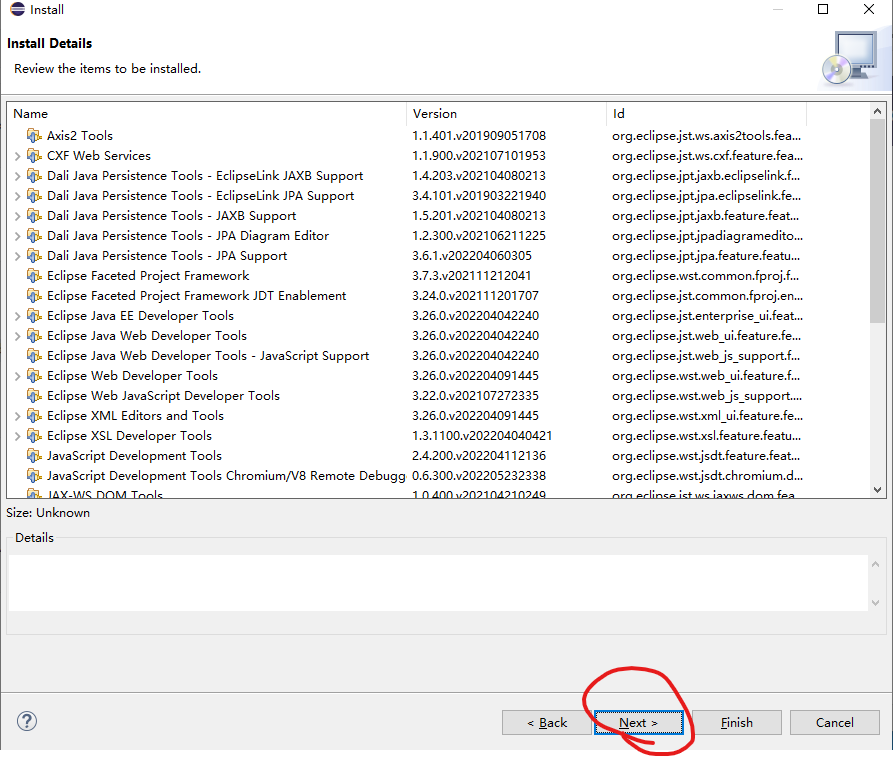 Install
Install Details
Review the items to be installed.
Name Version Id
Axis2 Tools 1.1.401.v201909051708 org.eclipse.jst.ws.axis2tools.fea...
CXF Web Services 1.1.900.v202107101953 org.eclipse.jst.ws.cxf.feature.fea...
Dali Java Persistence Tools - EclipseLink JAXB Support 1.4.203.v202104080213 org.eclipse.jpt.jaxb.eclipselink.f...
Dali Java Persistence Tools - EclipseLink JPA Support 3.4.101.v201903221940 org.eclipse.jpt.jpa.eclipselink.fe...
Dali Java Persistence Tools - JAXB Support 1.5.201.v202104080213 org.eclipse.jpt.jaxb.feature.feat...
Dali Java Persistence Tools - JPA Diagram Editor 1.2.300.v202106211225 org.eclipse.jpt.jpadiagramedito...
Dali Java Persistence Tools - JPA Support 3.6.1.v202204060305 org.eclipse.jpt.jpa.feature.featu...
Eclipse Faceted Project Framework 3.7.3.v202111212041 org.eclipse.wst.common.fproj.f...
Eclipse Faceted Project Framework JDT Enablement 3.24.0.v202111201707 org.eclipse.jst.common.fproj.en...
Eclipse Java EE Developer Tools 3.26.0.v202204042240 org.eclipse.jst.enterprise_ui.feat...
Eclipse Java Web Developer Tools 3.26.0.v202204042240 org.eclipse.jst.web_ui.feature.fe...
Eclipse Java Web Developer Tools - JavaScript Support 3.26.0.v202204042240 org.eclipse.jst.web_js_support.f...
Eclipse Web Developer Tools 3.26.0.v202204091445 org.eclipse.wst.web_ui.feature.f...
Eclipse Web JavaScript Developer Tools 3.22.0.v202107272335 org.eclipse.wst.web_js_support....
Eclipse XML Editors and Tools 3.26.0.v202204091445 org.eclipse.wst.xml_ui.feature.fe...
Eclipse XSL Developer Tools 1.3.1100.v202204040421 org.eclipse.wst.xsl.feature.featu...
JavaScript Development Tools 2.4.200.v202204112136 org.eclipse.wst.jsdt.feature.feat...
JavaScript Development Tools Chromium/V8 Remote Debugg 0.6.300.v202205232338 org.eclipse.wst.jsdt.chromium.d...
JAX-WS DOM Tools 1.0.400.v202104210249 org.eclipse.jst.ws.jaxws.dom.fea...
Size: Unknown
Details
? < Back Next > Finish Cancel